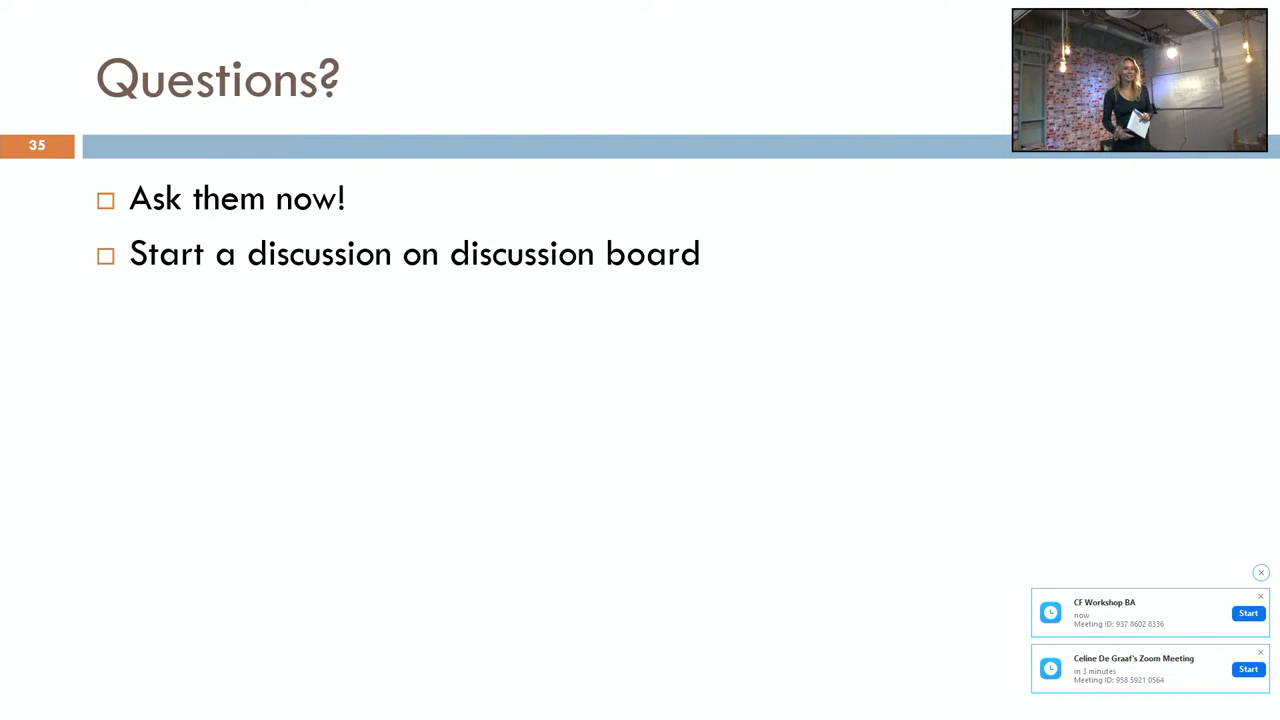 Questions?
35
Ask them now!
Start a discussion on discussion board
CF Workshop BA
now
Meeting ID: 937 8602 8336
Start
Celine De Graaf's Zoom Meeting
in 3 minutes
Meeting ID: 958 5921 0564
Start